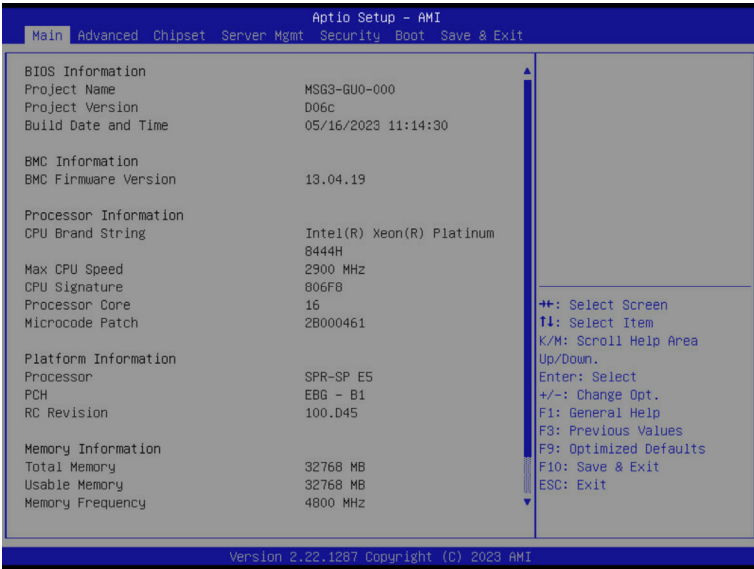 Aptio Setup - AMI
Main Advanced Chipset Server Mgmt Security Boot Save & Exit
BIOS Information
Project Name MSG3-GU0-000
Project Version D06c
Build Date and Time 05/16/2023 11:14:30
BMC Information
BMC Firmware Version 13.04.19
Processor Information
CPU Brand String Intel(R) Xeon(R) Platinum
8444H
Max CPU Speed 2900 MHz
CPU Signature 806F8
Processor Core 16
Microcode Patch 2B000461
Platform Information
Processor SPR-SP E5
PCH EBG - B1
RC Revision 100.D45
Memory Information
Total Memory 32768 MB
Usable Memory 32768 MB
Memory Frequency 4800 MHz
→←: Select Screen
↑↓: Select Item
K/M: Scroll Help Area
Up/Down.
Enter: Select
+/-: Change Opt.
F1: General Help
F3: Previous Values
F9: Optimized Defaults
F10: Save & Exit
ESC: Exit
Version 2.22.1287 Copyright (C) 2023 AMI